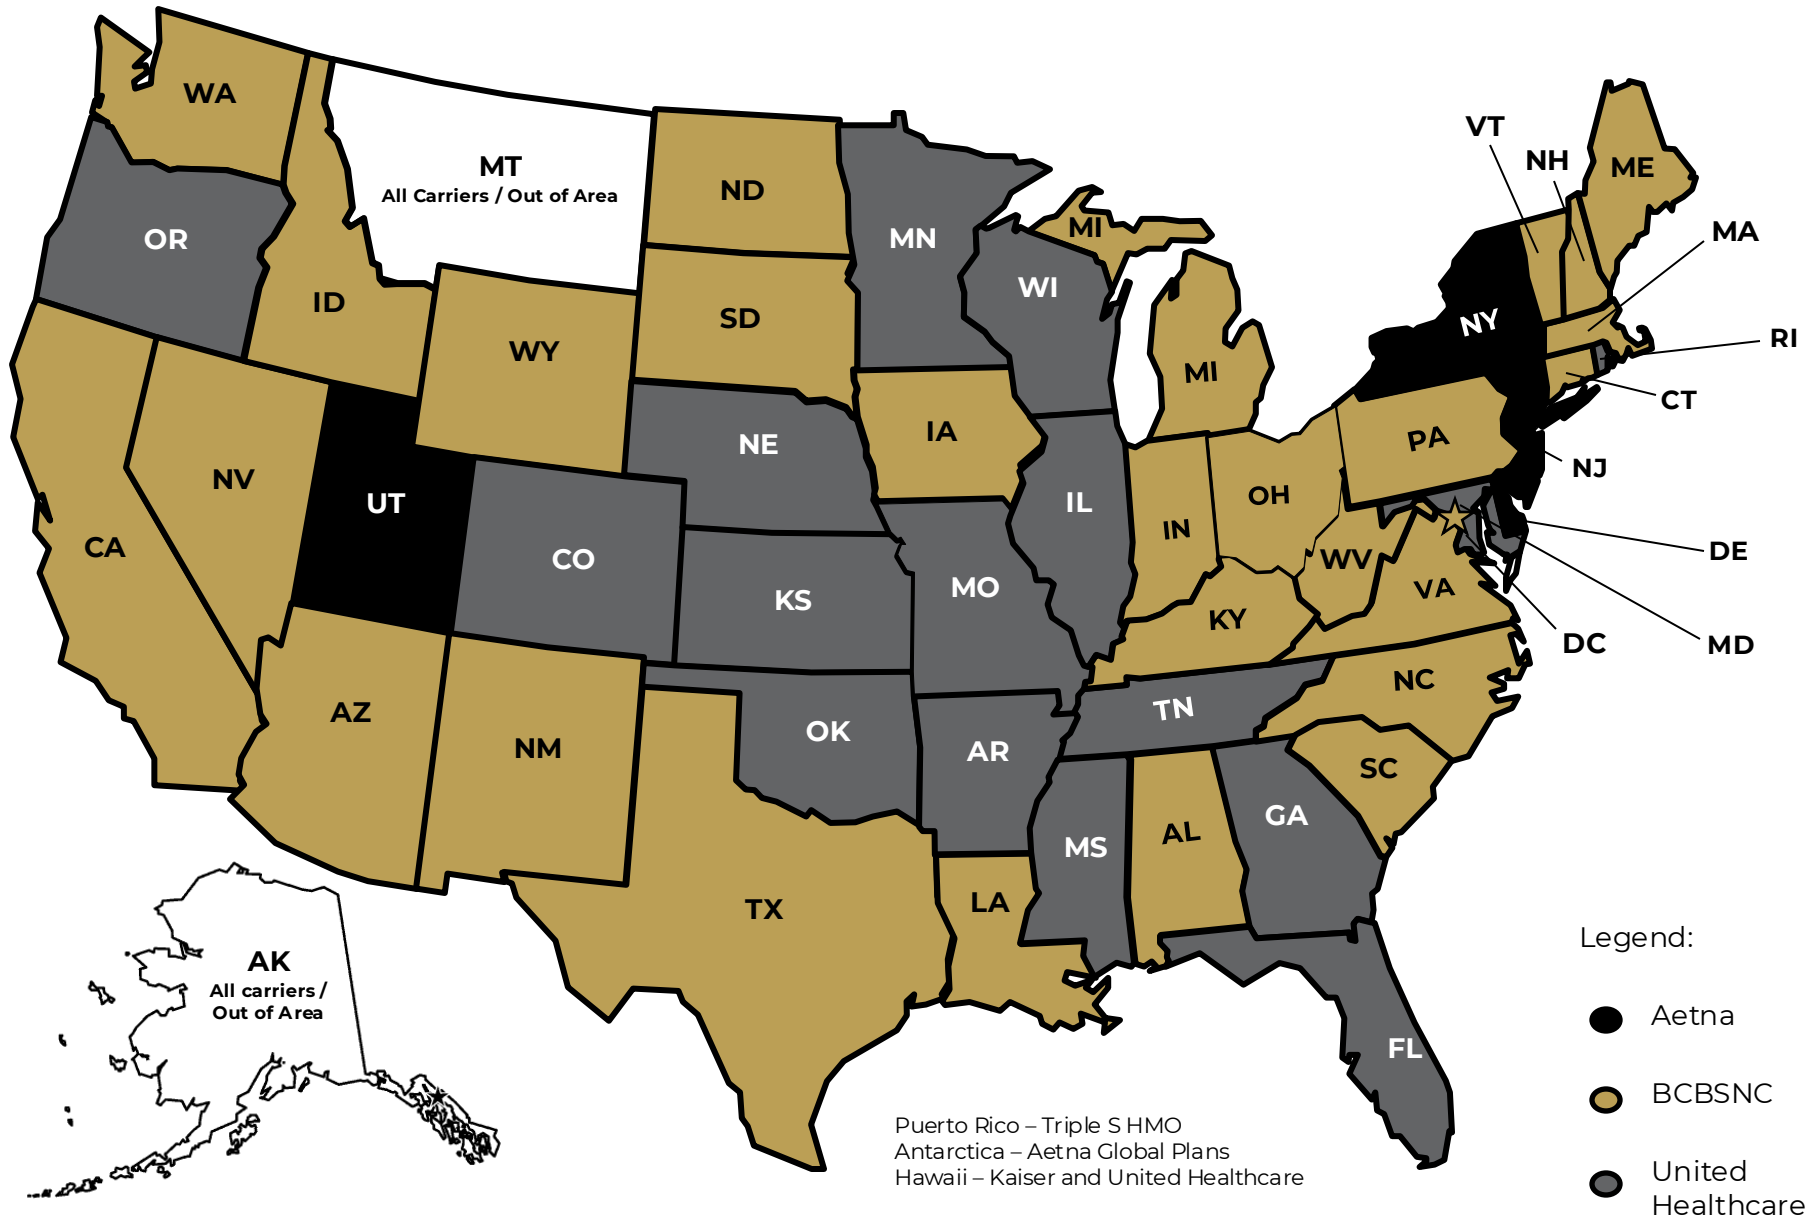 WA
VT
NH
ME
MT
All Carriers / Out of Area
ND
MN
MI
MA
OR
ID
WI
NY
SD
RI
WY
MI
CT
IA
PA
NE
NJ
NV
UT
IL
OH
IN
CA
CO
WV
DE
KS
MO
VA
KY
DC
MD
NC
AZ
TN
NM
OK
AR
SC
GA
MS
AL
TX
LA
AK
All carriers /
Out of Area
FL
Legend:
Aetna
BCBSNC
United
Healthcare
Puerto Rico – Triple S HMO
Antarctica – Aetna Global Plans
Hawaii – Kaiser and United Healthcare